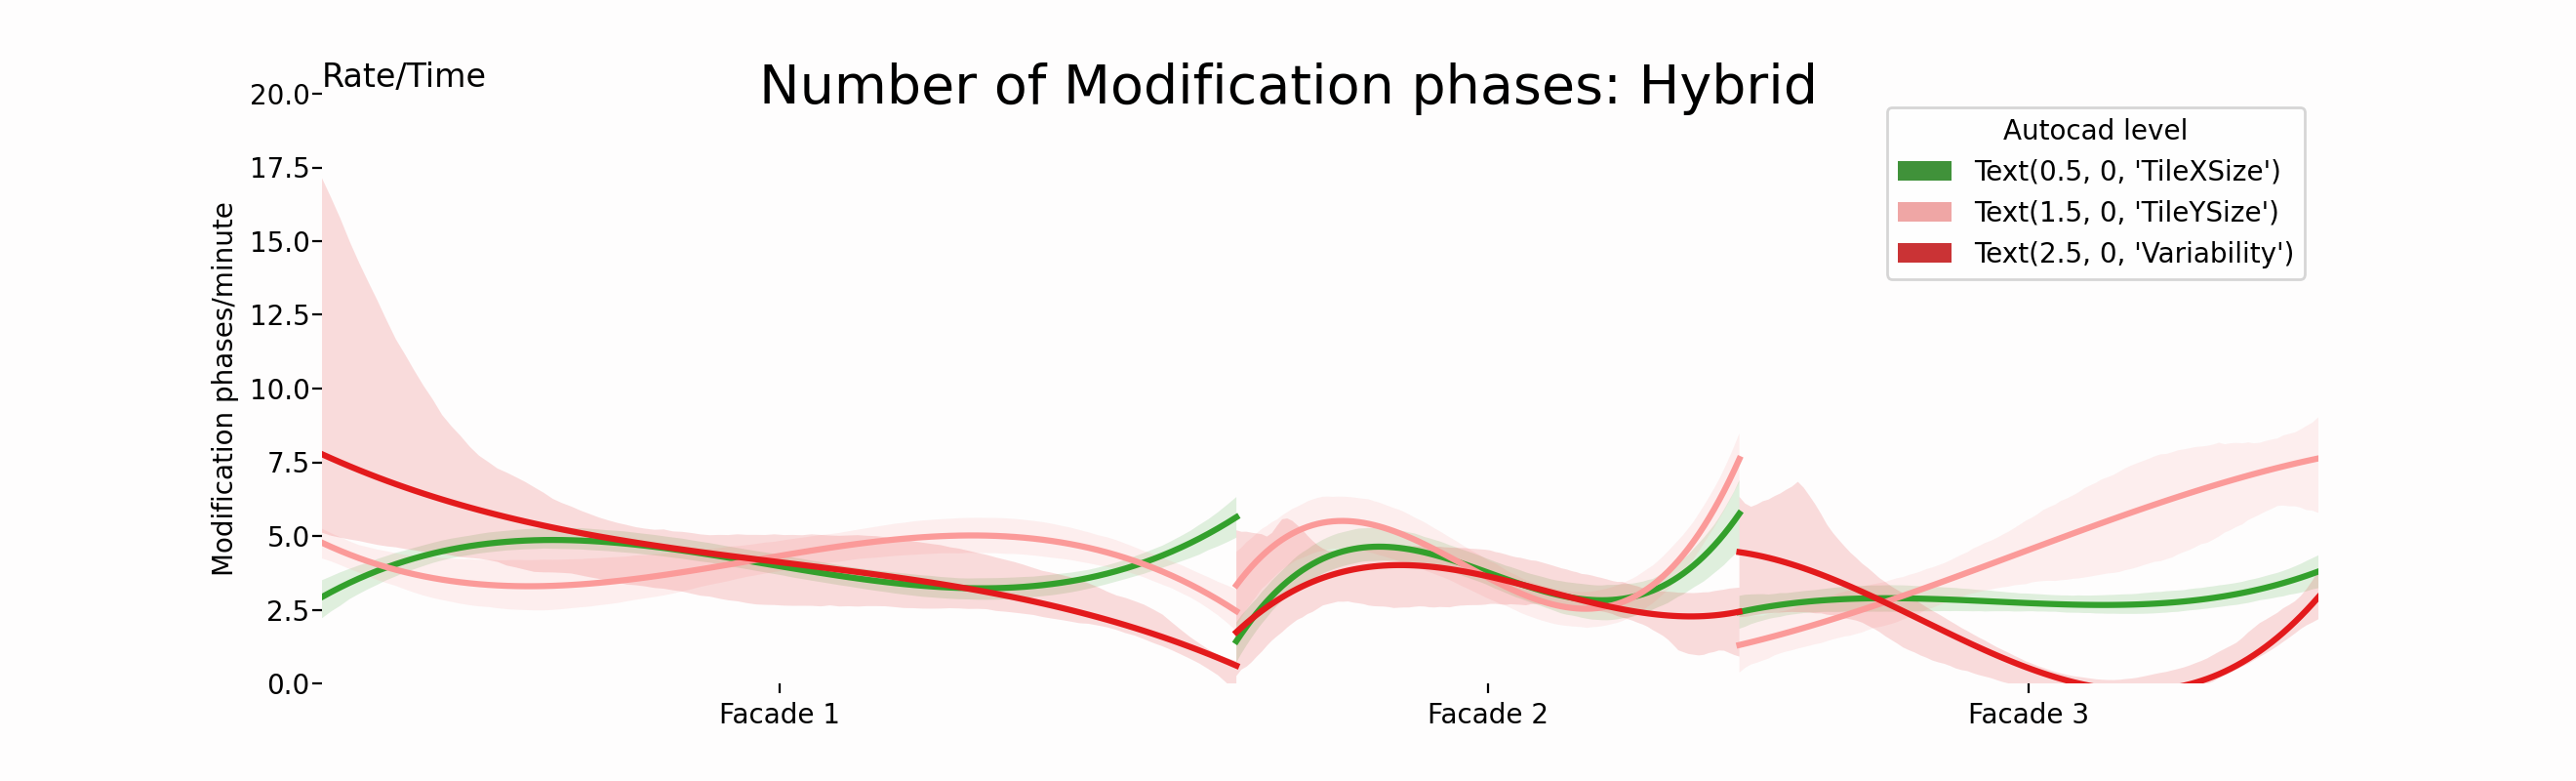 Rate/Time
Number of Modification phases: Hybrid
Modification phases/minute
20.0
17.5
15.0
12.5
10.0
7.5
5.0
2.5
0.0
Autocad level
Text(0.5, 0, 'TileXSize')
Text(1.5, 0, 'TileYSize')
Text(2.5, 0, 'Variability')
Facade 1
Facade 2
Facade 3